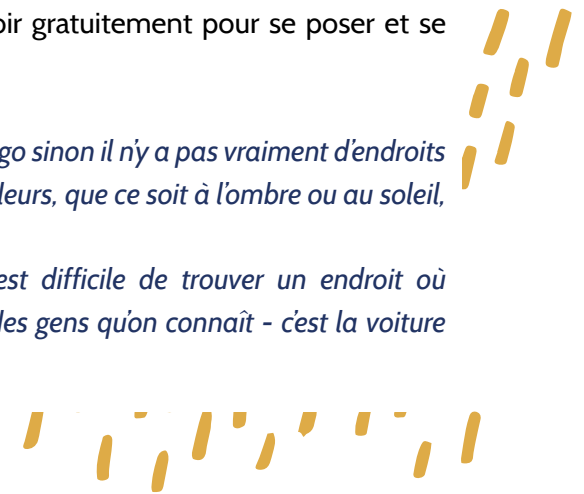 oir gratuitement pour se poser et se
go sinon il n'y a pas vraiment d'endroits
leurs, que ce soit à l'ombre ou au soleil,
est difficile de trouver un endroit où
des gens qu'on connaît - c'est la voiture